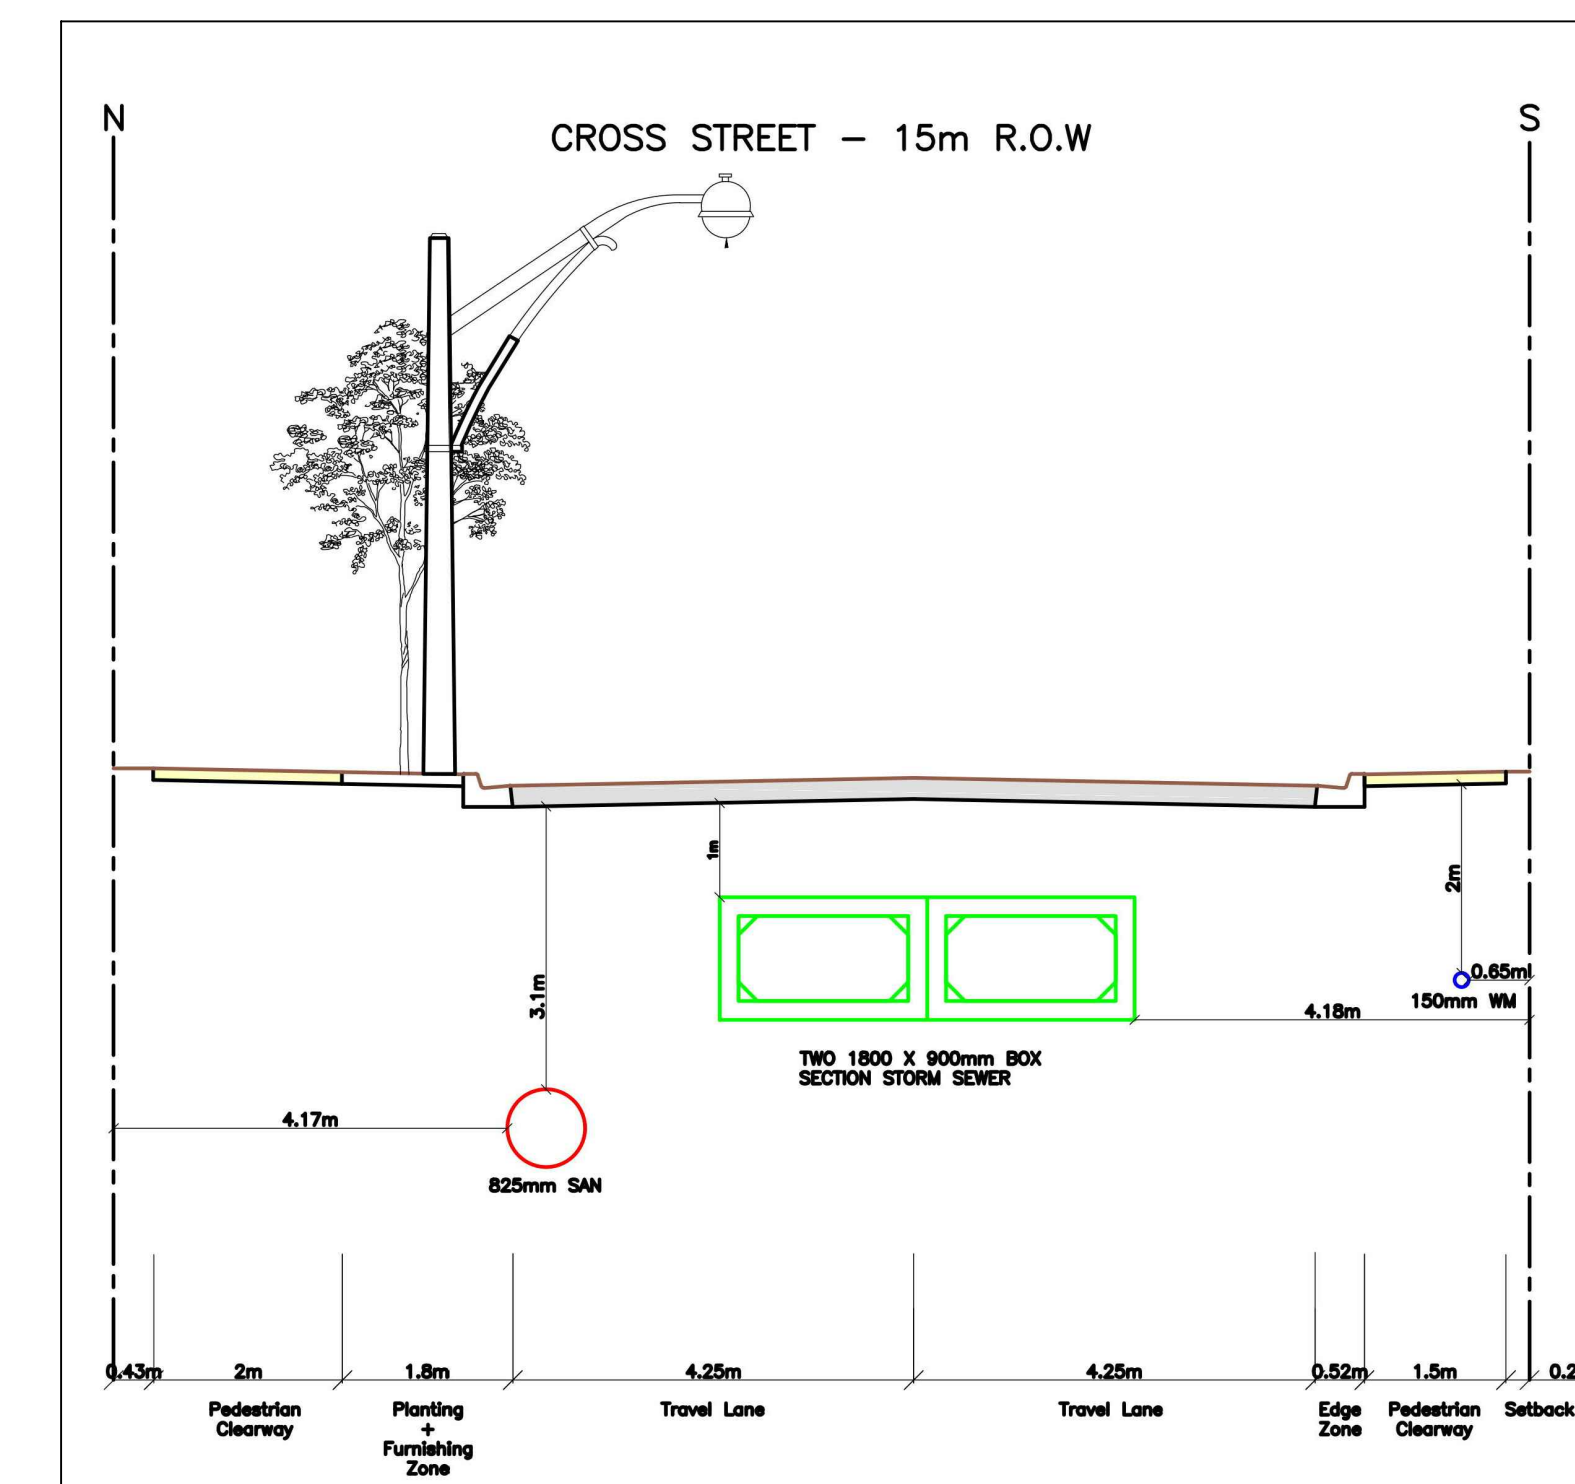 N
S
CROSS STREET - 15m R.O.W
1m
2m
3.1m
0.65m
150mm WM
4.18m
TWO 1800 X 900mm BOX
SECTION STORM SEWER
4.17m
825mm SAN
0.43m
2m
1.8m
4.25m
4.25m
0.52m
1.5m
Pedestrian
Clearway
Planting
+
Furnishing
Zone
Travel Lane
Travel Lane
Edge
Zone
Pedestrian
Clearway
Setback